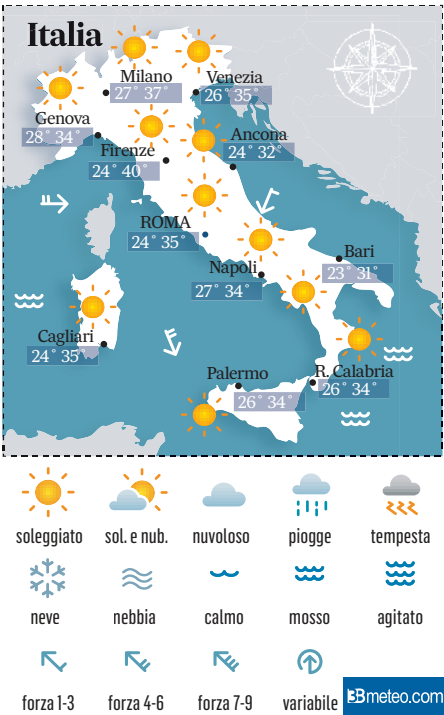 Italia
Milano
27° 37°
Venezia
26° 35°
Genova
28° 34°
Firenze
24° 40°
Ancona
24° 32°
ROMA
24° 35°
Napoli
27° 34°
Bari
23° 31°
Cagliari
24° 35°
Palermo
26° 34°
R. Calabria
26° 34°
soleggiato
sol. e nub.
nuvoloso
piogge
tempesta
neve
nebbia
calmo
mosso
agitato
forza 1-3
forza 4-6
forza 7-9
variabile
3Bmeteo.com